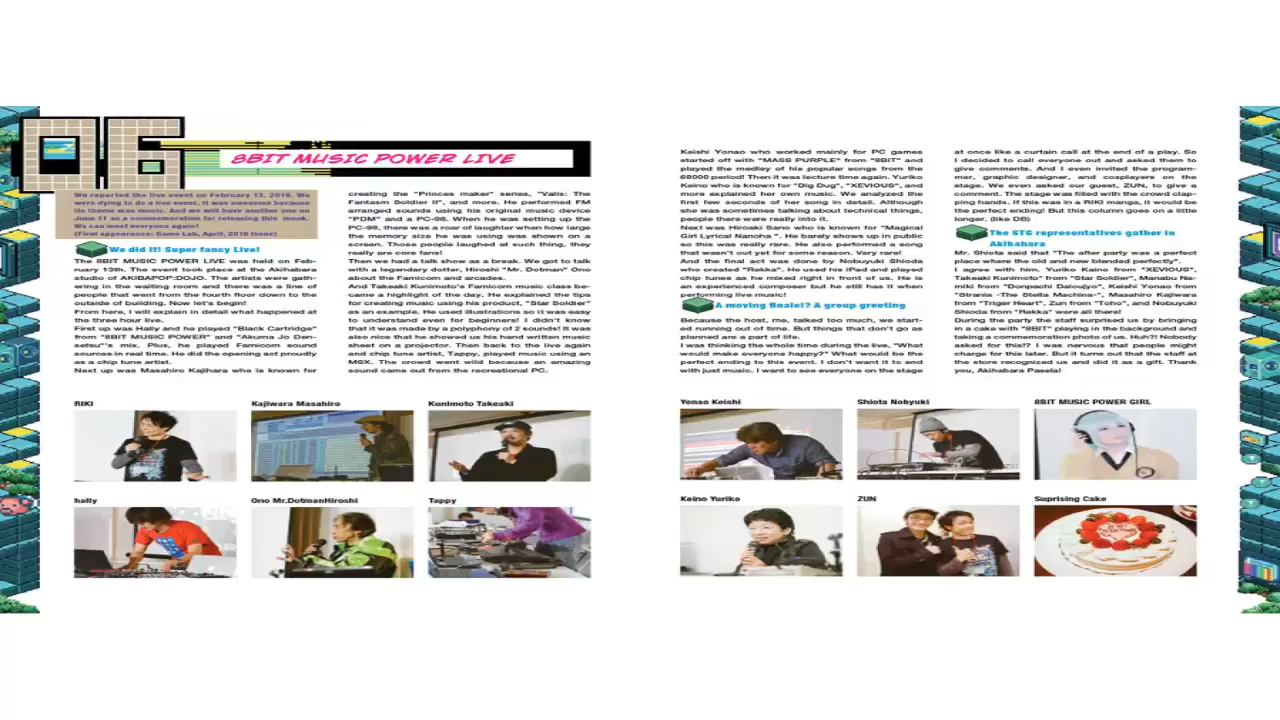 06
8BIT MUSIC POWER LIVE
We reported the live event on February 13, 2016. We
were dying to do a live event. It was awesome because
its theme was music. And we will have another one on
June 11 as a commemoration for releasing this mook.
We can meet everyone again!
(First appearance: Game Lab, April, 2016 issue)
We did it! Super fancy Live!
The 8BIT MUSIC POWER LIVE was held on Feb-
ruary 13th. The event took place at the Akihabara
studio of AKIBAPOP:DOJO. The artists were gath-
ering in the waiting room and there was a line of
people that went from the fourth floor down to the
outside of building. Now let's begin!
From here, I will explain in detail what happened at
the three hour live.
First up was Hally and he played "Black Cartridge"
from "8BIT MUSIC POWER" and "Akuma Jo Den-
setsu"'s mix. Plus, he played Famicom sound
sources in real time. He did the opening act proudly
as a chip tune artist.
Next up was Masahiro Kajihara who is known for
creating the "Princes maker" series, "Valis: The
Fantasm Soldier II", and more. He performed FM
arranged sounds using his original music device
"PDM" and a PC-98. When he was setting up the
PC-98, there was a roar of laughter when how large
the memory size he was using was shown on a
screen. Those people laughed at such thing, they
really are core fans!
Then we had a talk show as a break. We got to talk
with a legendary dotter, Hiroshi "Mr. Dotman" Ono
about the Famicom and arcades.
And Takeaki Kunimoto's Famicom music class be-
came a highlight of the day. He explained the tips
for creating music using his product, "Star Soldier"
as an example. He used illustrations so it was easy
to understand even for beginners! I didn't know
that it was made by a polyphony of 2 sounds! It was
also nice that he showed us his hand written music
sheet on a projector. Then back to the live again
and chip tune artist, Tappy, played music using an
MSX. The crowd went wild because an amazing
sound came out from the recreational PC.
RIKI
Kajiwara Masahiro
Kunimoto Takeaki
hally
Ono Mr.DotmanHiroshi
Tappy
Keishi Yonao who worked mainly for PC games
started off with "MASS PURPLE" from "8BIT" and
played the medley of his popular songs from the
68000 period! Then it was lecture time again. Yuriko
Keino who is known for "Dig Dug", "XEVIOUS", and
more explained her own music. We analyzed the
first few seconds of her song in detail. Although
she was sometimes talking about technical things,
people there were really into it.
Next was Hiroaki Sano who is known for "Magical
Girl Lyrical Nanoha ". He barely shows up in public
so this was really rare. He also performed a song
that wasn't out yet for some reason. Very rare!
And the final act was done by Nobuyuki Shioda
who created "Rekka". He used his iPad and played
chip tunes as he mixed right in front of us. He is
an experienced composer but he still has it when
performing live music!
A moving finale!? A group greeting
Because the host, me, talked too much, we start-
ed running out of time. But things that don't go as
planned are a part of life.
I was thinking the whole time during the live, "What
would make everyone happy?" What would be the
perfect ending to this event. I don't want it to end
with just music. I want to see everyone on the stage
at once like a curtain call at the end of a play. So
I decided to call everyone out and asked them to
give comments. And I even invited the program-
mer, graphic designer, and cosplayers on the
stage. We even asked our guest, ZUN, to give a
comment. The stage was filled with the crowd clap-
ping hands. If this was in a RIKI manga, it would be
the perfect ending! But this column goes on a little
longer. (like DB)
The STG representatives gather in
Akihabara
Mr. Shiota said that "The after party was a perfect
place where the old and new blended perfectly".
I agree with him. Yuriko Kaino from "XEVIOUS",
Takeaki Kunimoto" from "Star Soldier", Manabu Na-
miki from "Donpachi Daioujyo", Keishi Yonao from
"Strania -The Stella Machina-", Masahiro Kajiwara
from "Triger Heart", Zun from "Toho", and Nobuyuki
Shioda from "Rekka" were all there!
During the party the staff surprised us by bringing
in a cake with "8BIT" playing in the background and
taking a commemoration photo of us. Huh?! Nobody
asked for this!? I was nervous that people might
charge for this later. But it turns out that the staff at
the store recognized us and did it as a gift. Thank
you, Akihabara Pasela!
Yonao Keishi
Shiota Nobyuki
8BIT MUSIC POWER GIRL
Keino Yuriko
ZUN
Suprising Cake